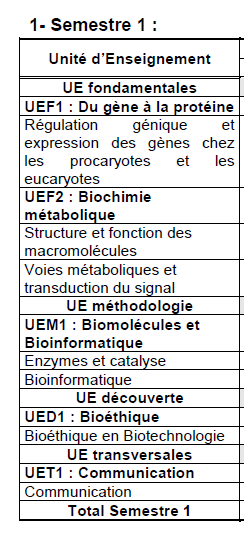 1- Semestre 1 :
Unité d’Enseignement
UE fondamentales
UEF1 : Du gène à la protéine
Régulation génique et
expression des gènes chez
les procaryotes et les
eucaryotes
UEF2 : Biochimie
métabolique
Structure et fonction des
macromolécules
Voies métaboliques et
transduction du signal
UE méthodologie
UEM1 : Biomolécules et
Bioinformatique
Enzymes et catalyse
Bioinformatique
UE découverte
UED1 : Bioéthique
Bioéthique en Biotechnologie
UE transversales
UET1 : Communication
Communication
Total Semestre 1